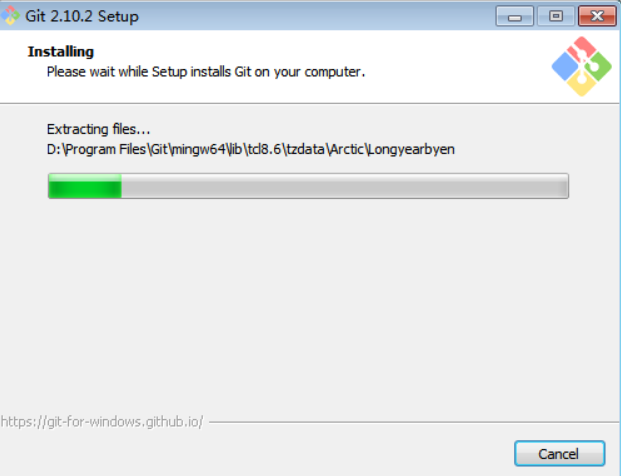 Git 2.10.2 Setup
Installing
Please wait while Setup installs Git on your computer.
Extracting files...
D:\Program Files\Git\mingw64\lib\tcl8.6\tzdata\Arctic\Longyearbyen
https://git-for-windows.github.io/
Cancel